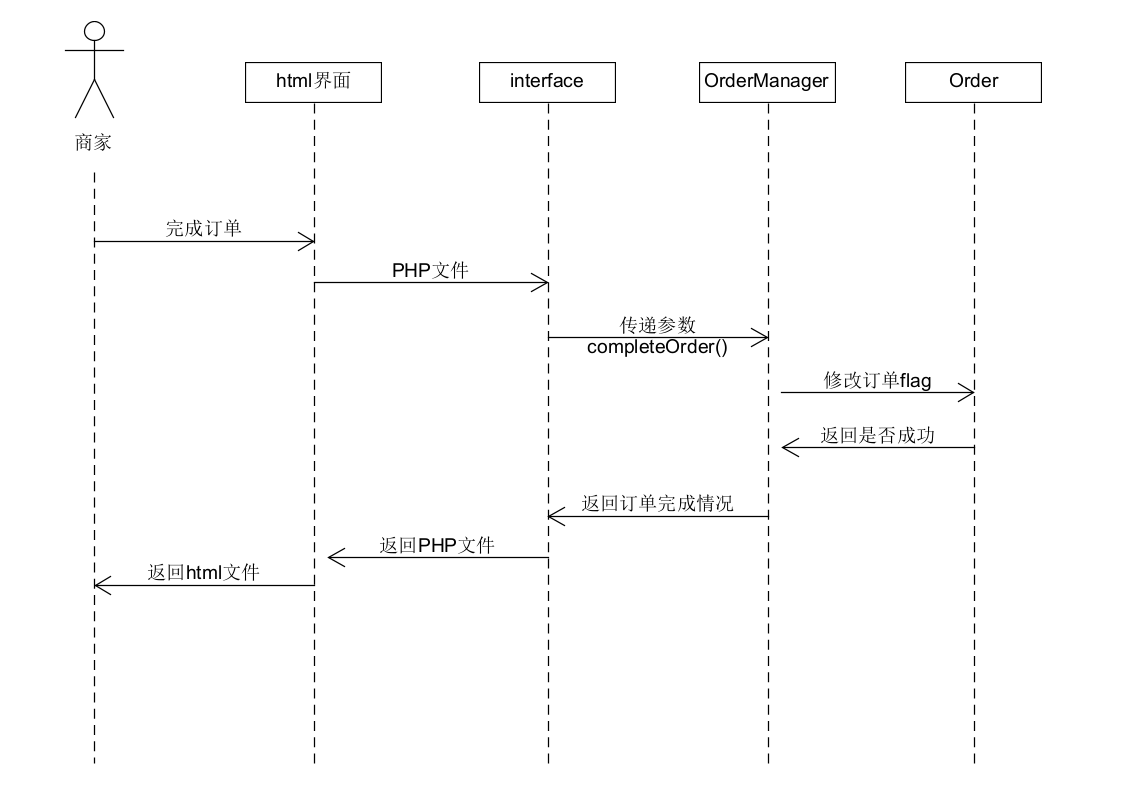 html界面
interface
OrderManager
Order
商家
完成订单
PHP文件
传递参数
completeOrder()
修改订单flag
返回是否成功
返回订单完成情况
返回PHP文件
返回html文件